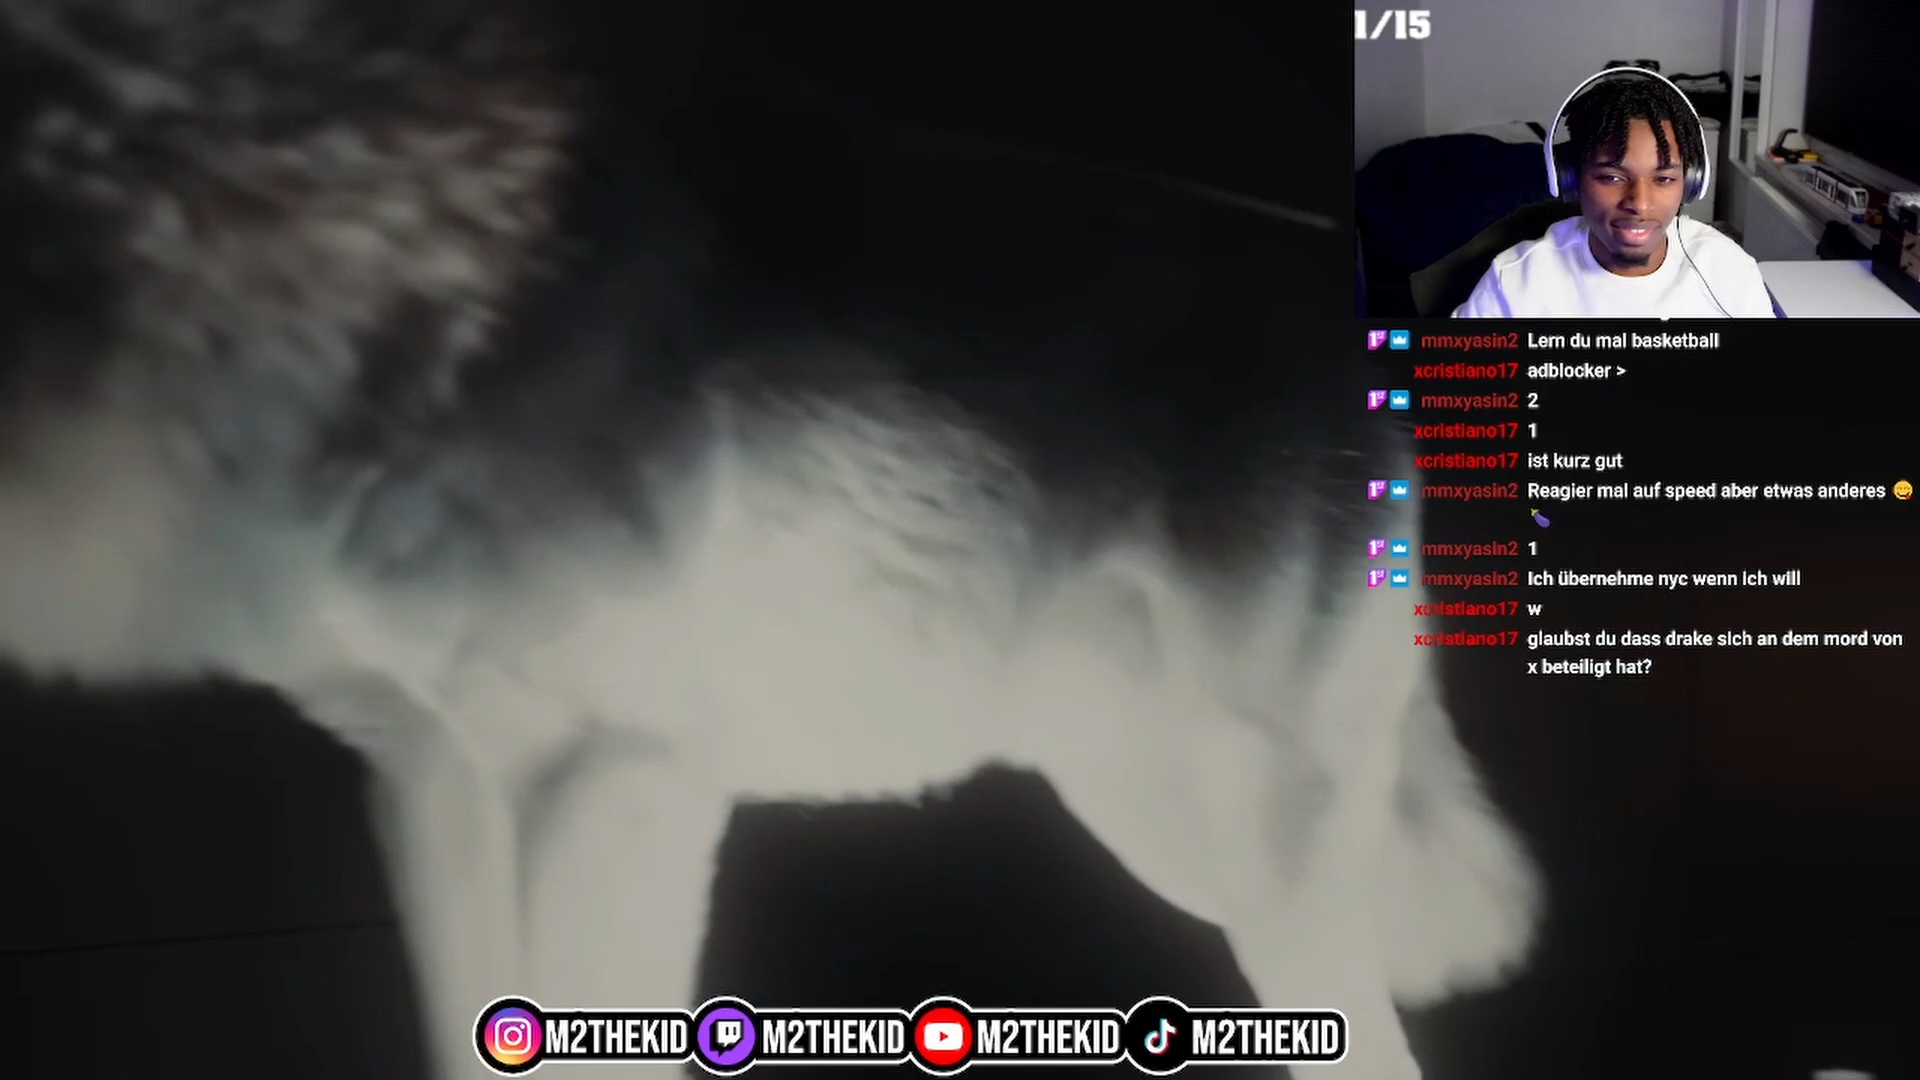 1/15
mmxyasin2 Lern du mal basketball
xcristiano17 adblocker >
mmxyasin2 2
xcristiano17 1
xcristiano17 ist kurz gut
mmxyasin2 Reagier mal auf speed aber etwas anderes 😋
🍆
mmxyasin2 1
mmxyasin2 Ich übernehme nyc wenn ich will
xcristiano17 w
xcristiano17 glaubst du dass drake sich an dem mord von
x beteiligt hat?
M2THEKID M2THEKID M2THEKID M2THEKID